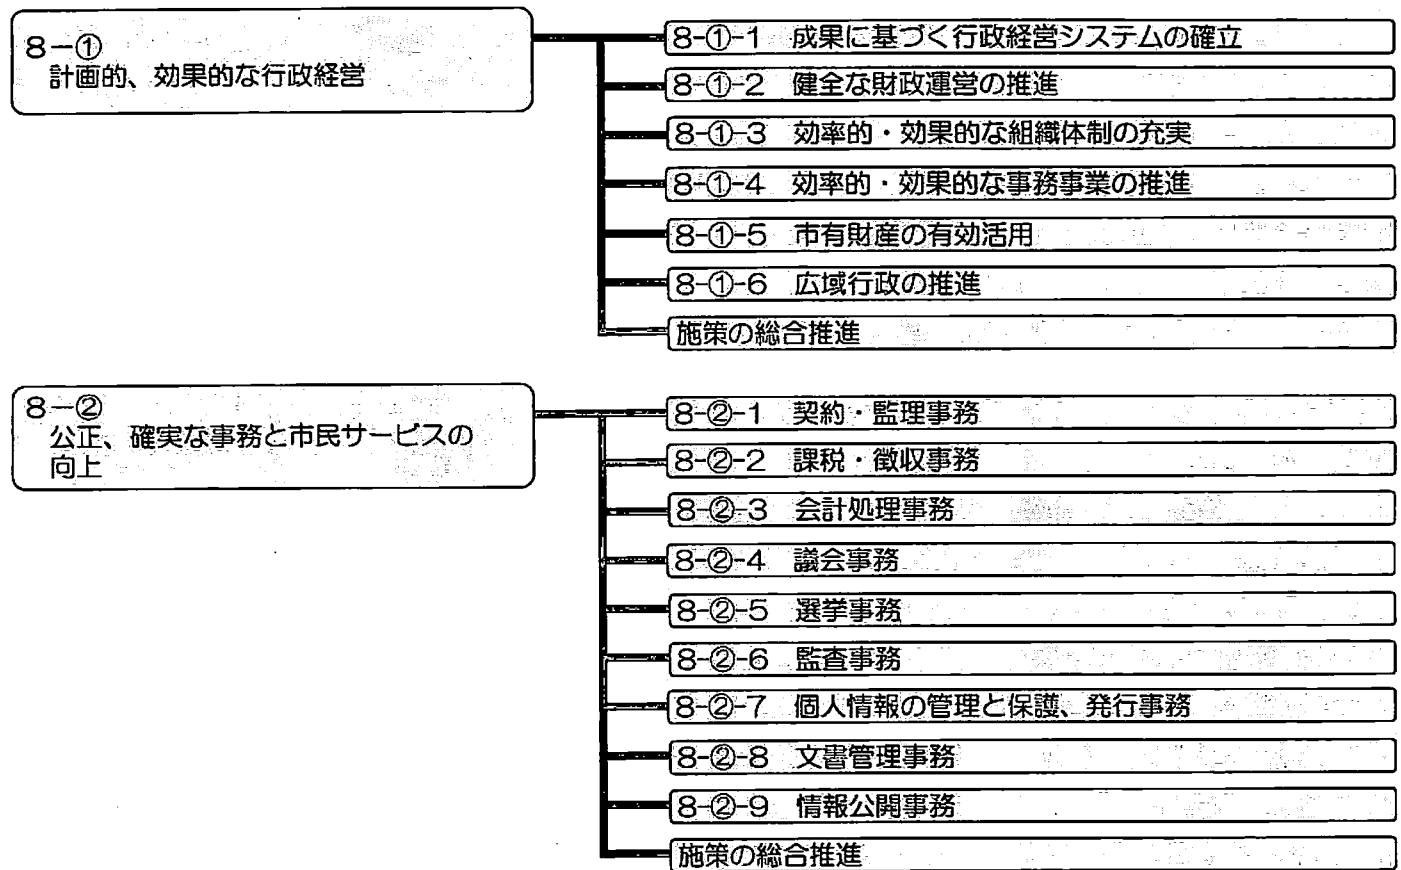 8-①
計画的、効果的な行政経営
8-①-1 成果に基づく行政経営システムの確立
8-①-2 健全な財政運営の推進
8-①-3 効率的・効果的な組織体制の充実
8-①-4 効率的・効果的な事務事業の推進
8-①-5 市有財産の有効活用
8-①-6 広域行政の推進
施策の総合推進
8-②
公正、確実な事務と市民サービスの
向上
8-②-1 契約・監理事務
8-②-2 課税・徴収事務
8-②-3 会計処理事務
8-②-4 議会事務
8-②-5 選挙事務
8-②-6 監査事務
8-②-7 個人情報の管理と保護、発行事務
8-②-8 文書管理事務
8-②-9 情報公開事務
施策の総合推進